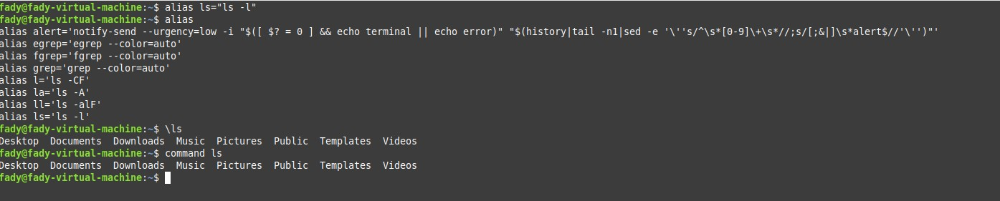 fady@fady-virtual-machine:~$ alias ls="ls -l"
fady@fady-virtual-machine:~$ alias
alias alert='notify-send --urgency=low -i "$([ $? = 0 ] && echo terminal || echo error)" "$(history|tail -n1|sed -e '\''s/^\s*[0-9]\+\s*//;s/[;&|]\s*alert$//'\'')"'
alias egrep='egrep --color=auto'
alias fgrep='fgrep --color=auto'
alias grep='grep --color=auto'
alias l='ls -CF'
alias la='ls -A'
alias ll='ls -alF'
alias ls='ls -l'
fady@fady-virtual-machine:~$ \ls
Desktop  Documents  Downloads  Music  Pictures  Public  Templates  Videos
fady@fady-virtual-machine:~$ command ls
Desktop  Documents  Downloads  Music  Pictures  Public  Templates  Videos
fady@fady-virtual-machine:~$